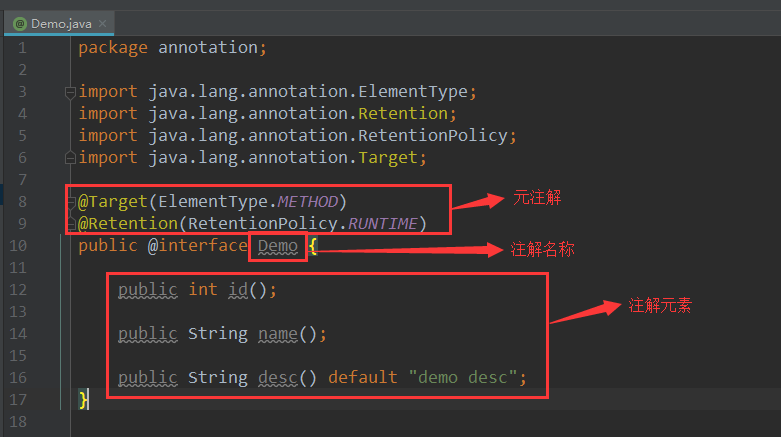 Demo.java
1 package annotation;
2
3 import java.lang.annotation.ElementType;
4 import java.lang.annotation.Retention;
5 import java.lang.annotation.RetentionPolicy;
6 import java.lang.annotation.Target;
7
8 @Target(ElementType.METHOD) 元注解
9 @Retention(RetentionPolicy.RUNTIME)
10 public @interface Demo { 注解名称
11
12     public int id(); 注解元素
13
14     public String name();
15
16     public String desc() default "demo desc";
17 }
18